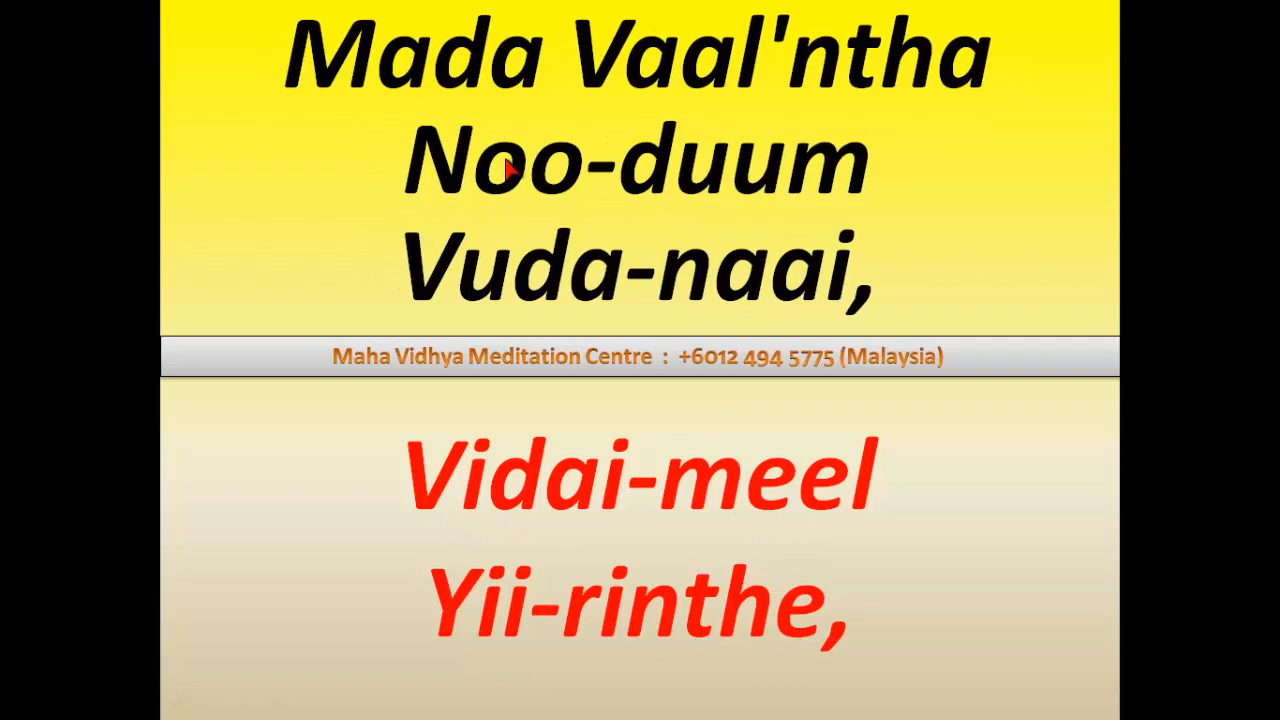 Mada Vaal'ntha
Noo-duum
Vuda-naai,
Maha Vidhya Meditation Centre : +6012 494 5775 (Malaysia)
Vidai-meel
Yii-rinthe,